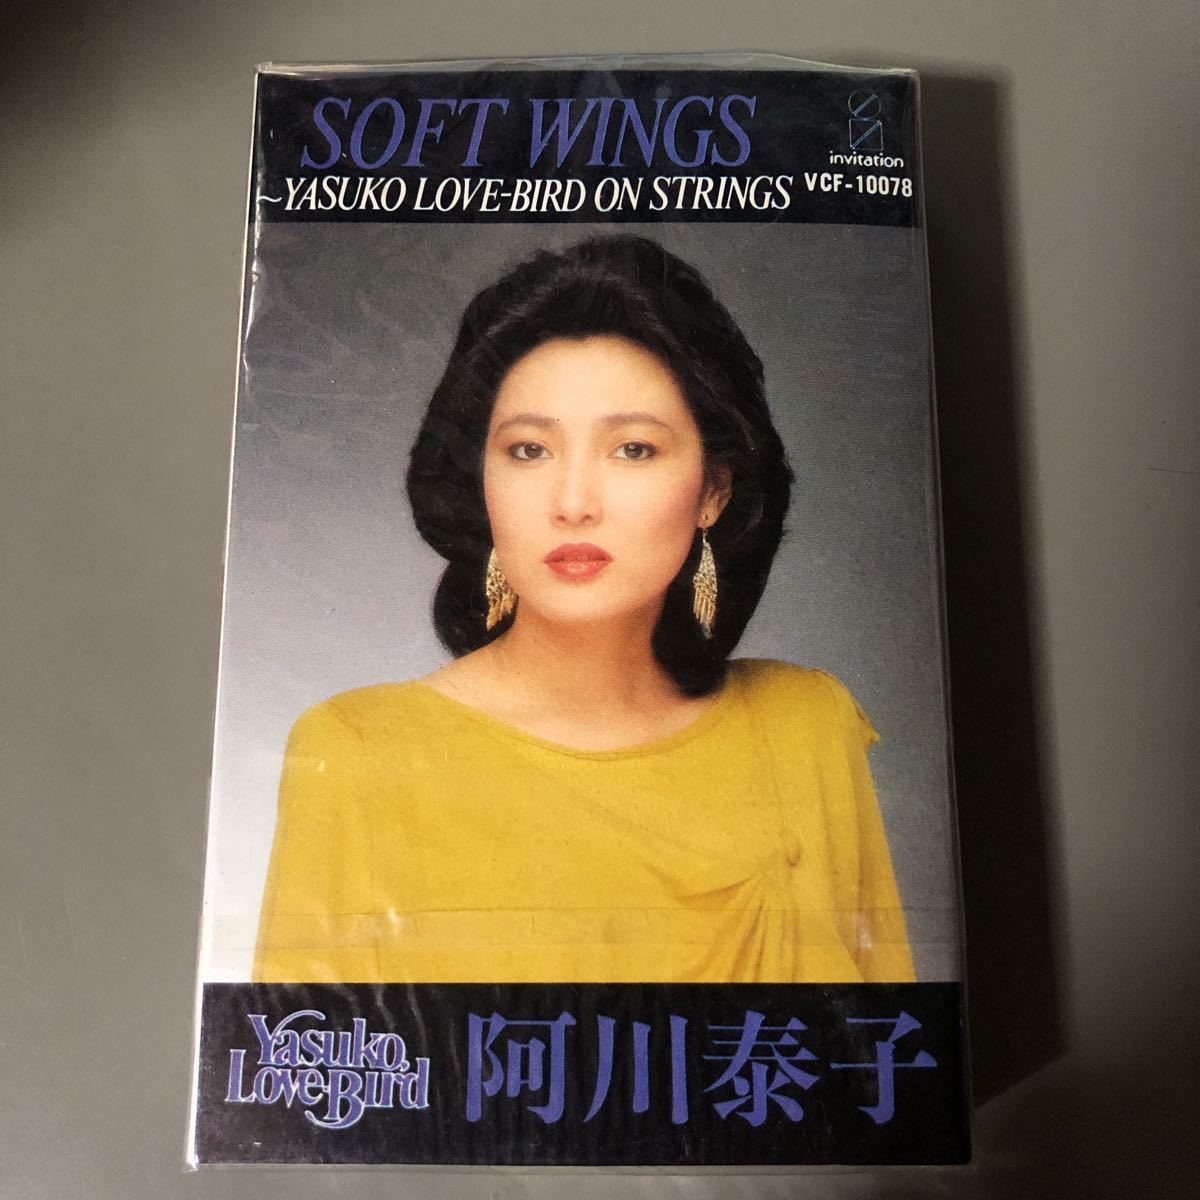 SOFT WINGS
~YASUKO LOVE-BIRD ON STRINGS
invitation
VCF-10078
Yasuko,
Love-Bird
阿川泰子